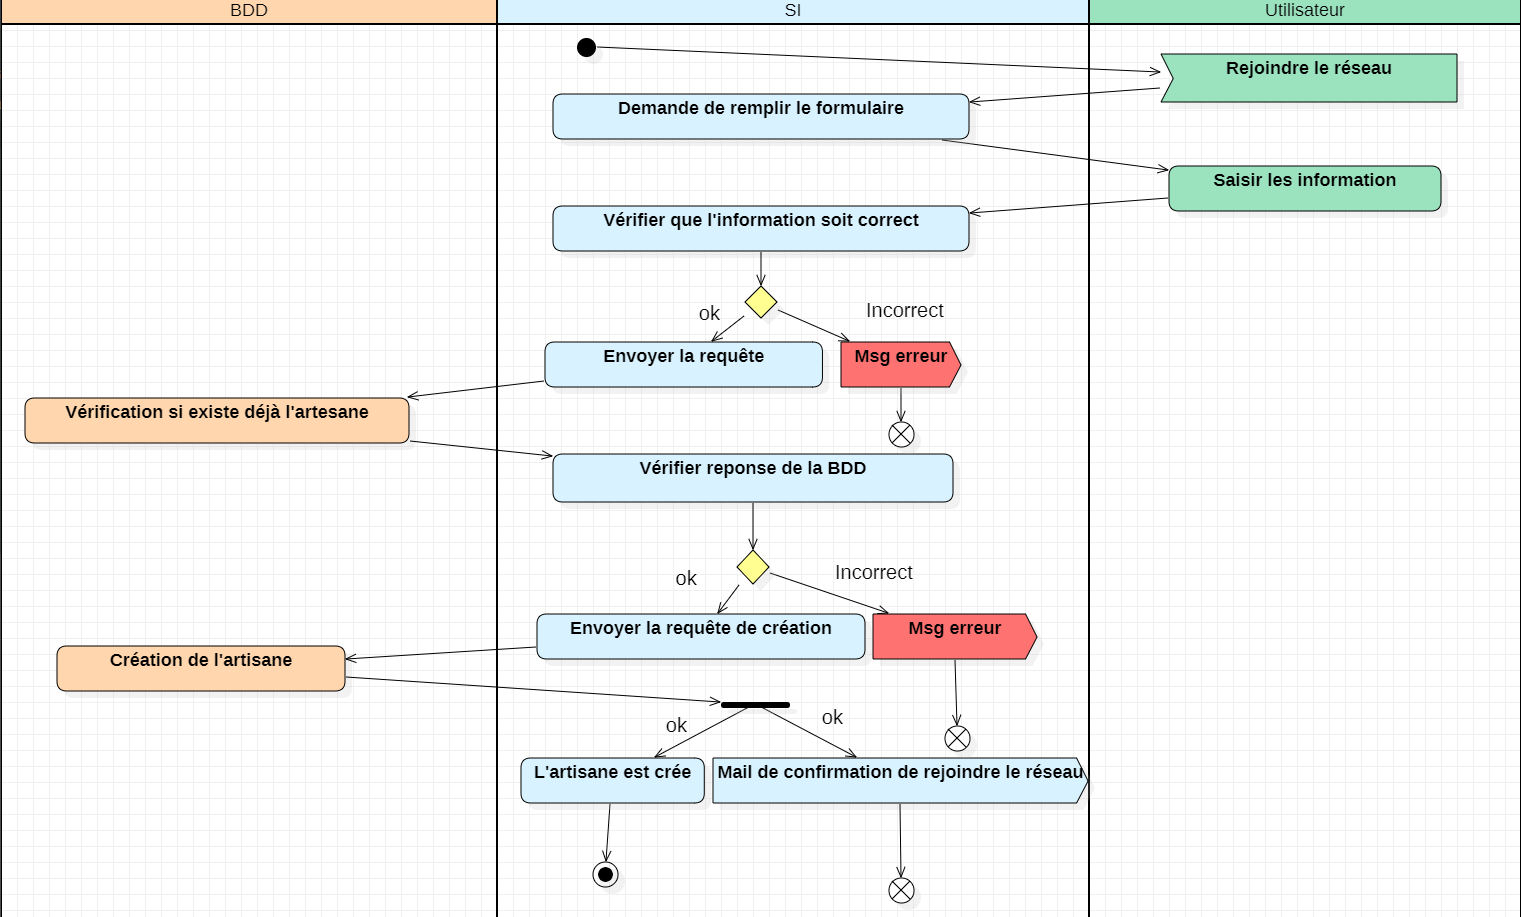 BDD
SI
Utilisateur
Rejoindre le réseau
Demande de remplir le formulaire
Saisir les information
Vérifier que l'information soit correct
ok
Incorrect
Envoyer la requête
Msg erreur
Vérification si existe déjà l'artesane
Vérifier reponse de la BDD
ok
Incorrect
Envoyer la requête de création
Msg erreur
Création de l'artisane
ok
ok
L'artisane est crée
Mail de confirmation de rejoindre le réseau